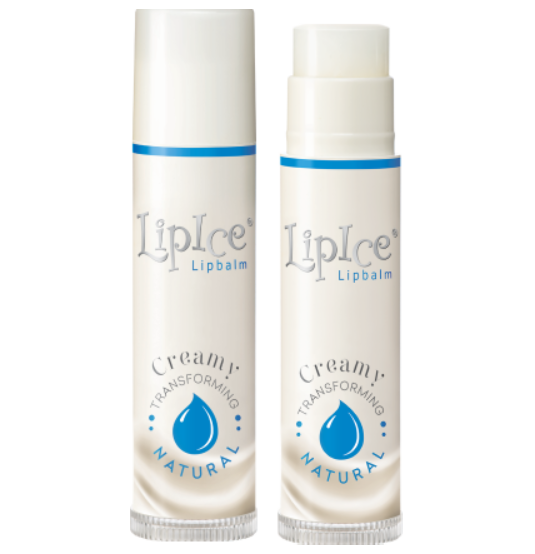 LipIce®
Lipbalm
Creamy
TRANSFORMING
NATURAL
LipIce®
Lipbalm
Creamy
TRANSFORMING
NATURAL